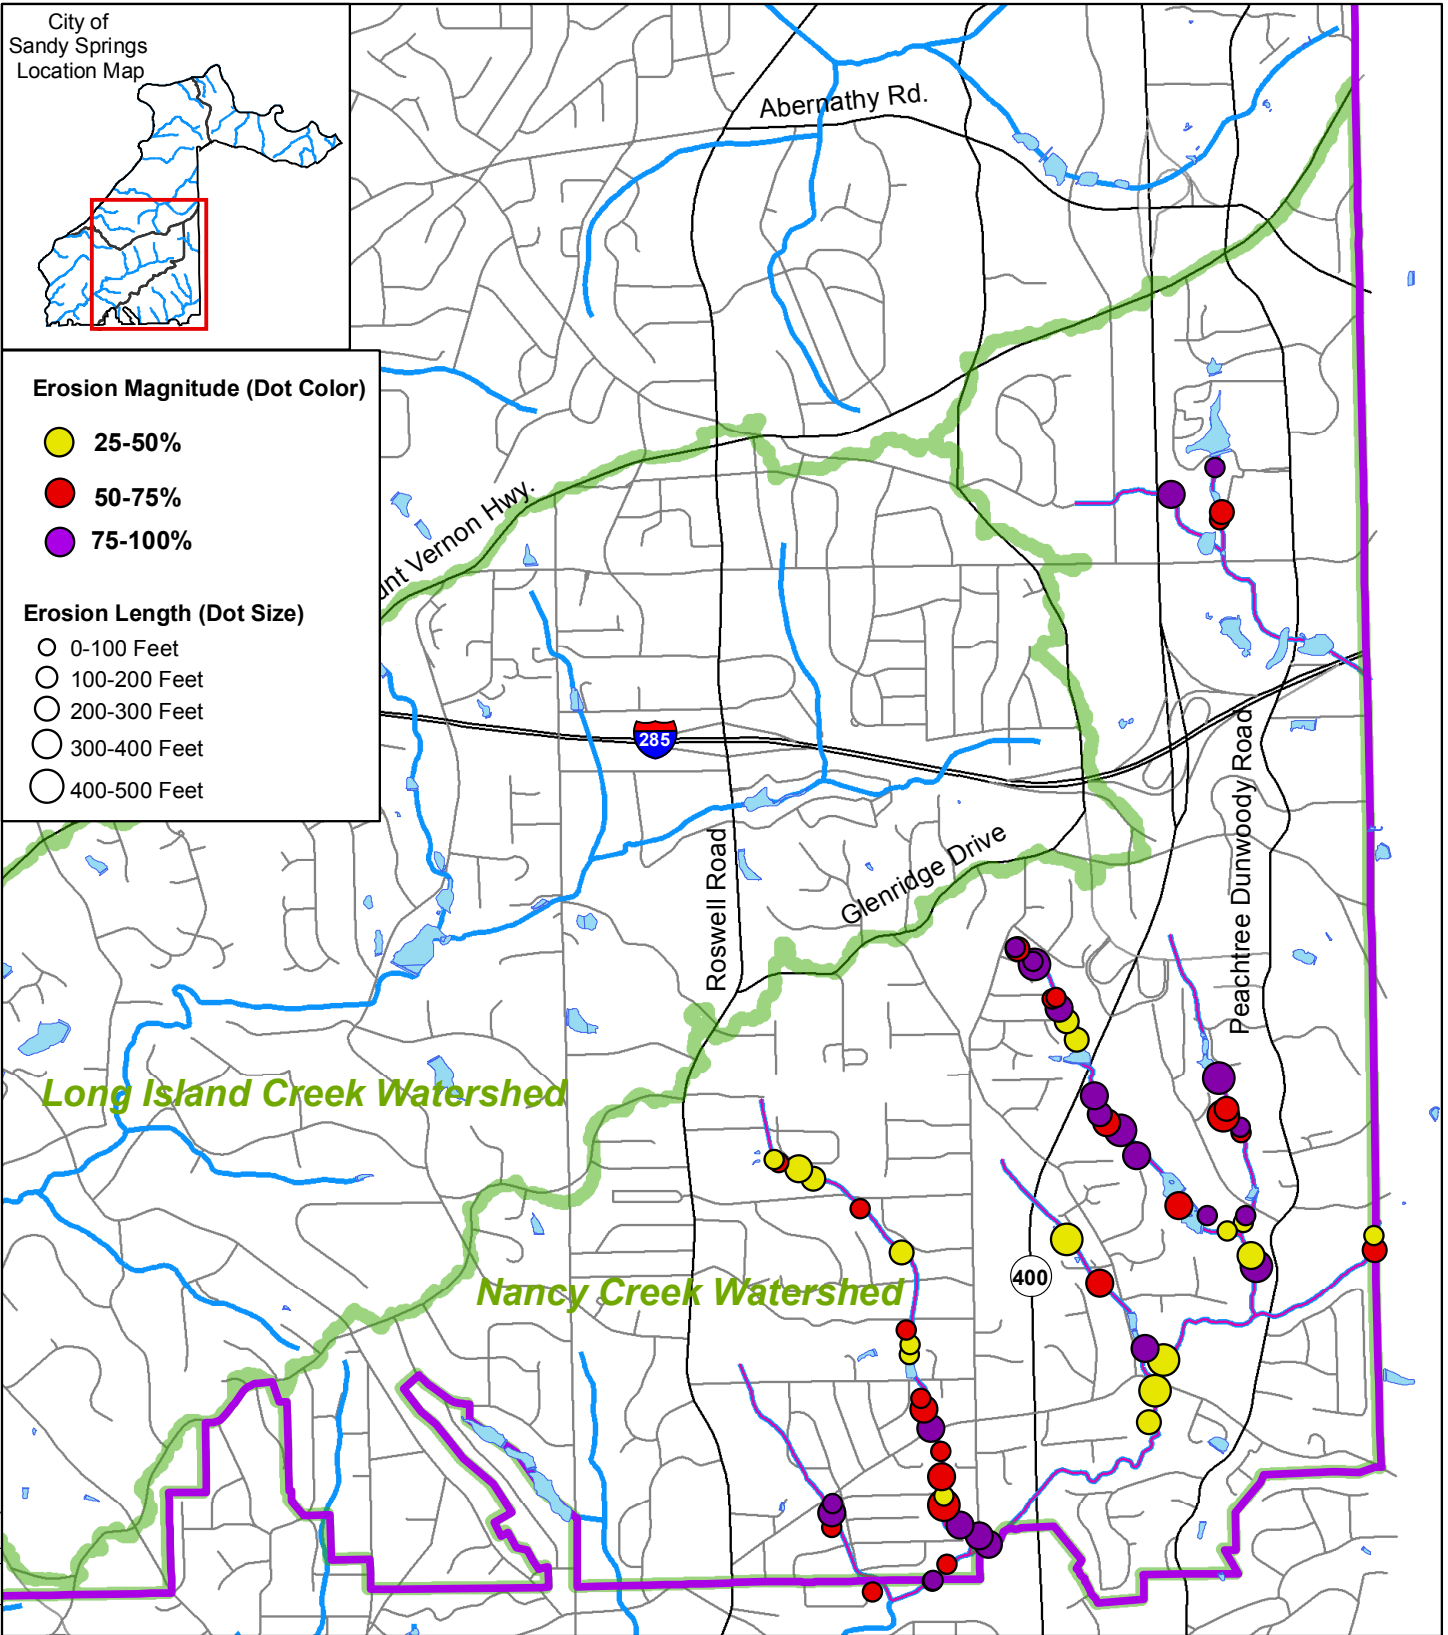 City of
Sandy Springs
Location Map
Erosion Magnitude (Dot Color)
25-50%
50-75%
75-100%
Erosion Length (Dot Size)
0-100 Feet
100-200 Feet
200-300 Feet
300-400 Feet
400-500 Feet
Abernathy Rd.
unt Vernon Hwy.
285
Roswell Road
Glenridge Drive
Peachtree Dunwoody Road
Long Island Creek Watershed
Nancy Creek Watershed
400